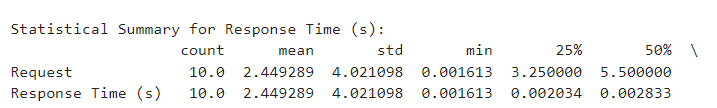 Statistical Summary for Response Time (s):
count mean std min 25% 50% \
Request 10.0 2.449289 4.021098 0.001613 3.250000 5.500000
Response Time (s) 10.0 2.449289 4.021098 0.001613 0.002034 0.002833